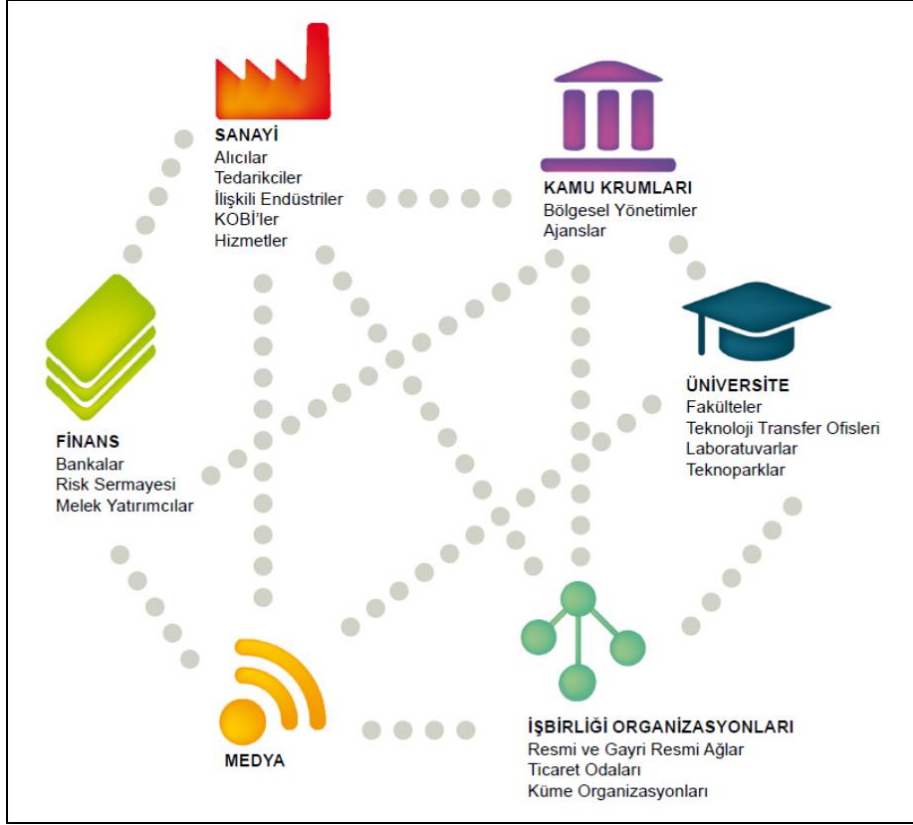 SANAYİ
Alıcılar
Tedarikciler
İlişkili Endüstriler
KOBİ'ler
Hizmetler
KAMU KRUMLARI
Bölgesel Yönetimler
Ajanslar
FİNANS
Bankalar
Risk Sermayesi
Melek Yatırımcılar
ÜNİVERSİTE
Fakülteler
Teknoloji Transfer Ofisleri
Laboratuvarlar
Teknoparklar
MEDYA
İŞBİRLİĞİ ORGANİZASYONLARI
Resmi ve Gayri Resmi Ağlar
Ticaret Odaları
Küme Organizasyonları